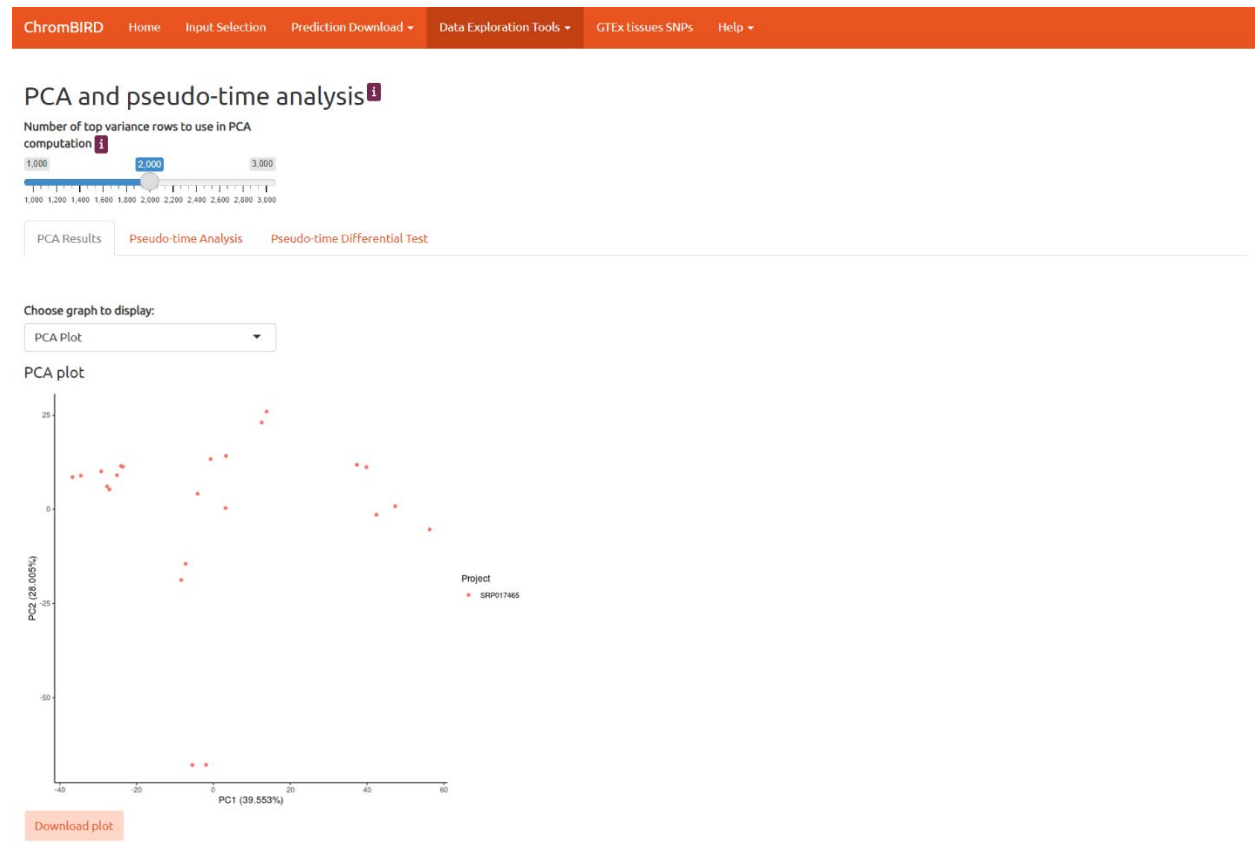 ChromBIRD Home Input Selection Prediction Download Data Exploration Tools GTEx tissues SNPs Help
PCA and pseudo-time analysis i
Number of top variance rows to use in PCA
computation i
1,000 2,000 3,000
1,000 1,200 1,400 1,600 1,800 2,000 2,200 2,400 2,600 2,800 3,000
PCA Results Pseudo-time Analysis Pseudo-time Differential Test
Choose graph to display:
PCA Plot
PCA plot
25
0
-25
-50
PC2 (28.005%)
-40 -20 0 20 40 60
PC1 (39.553%)
Project
SRP017465
Download plot